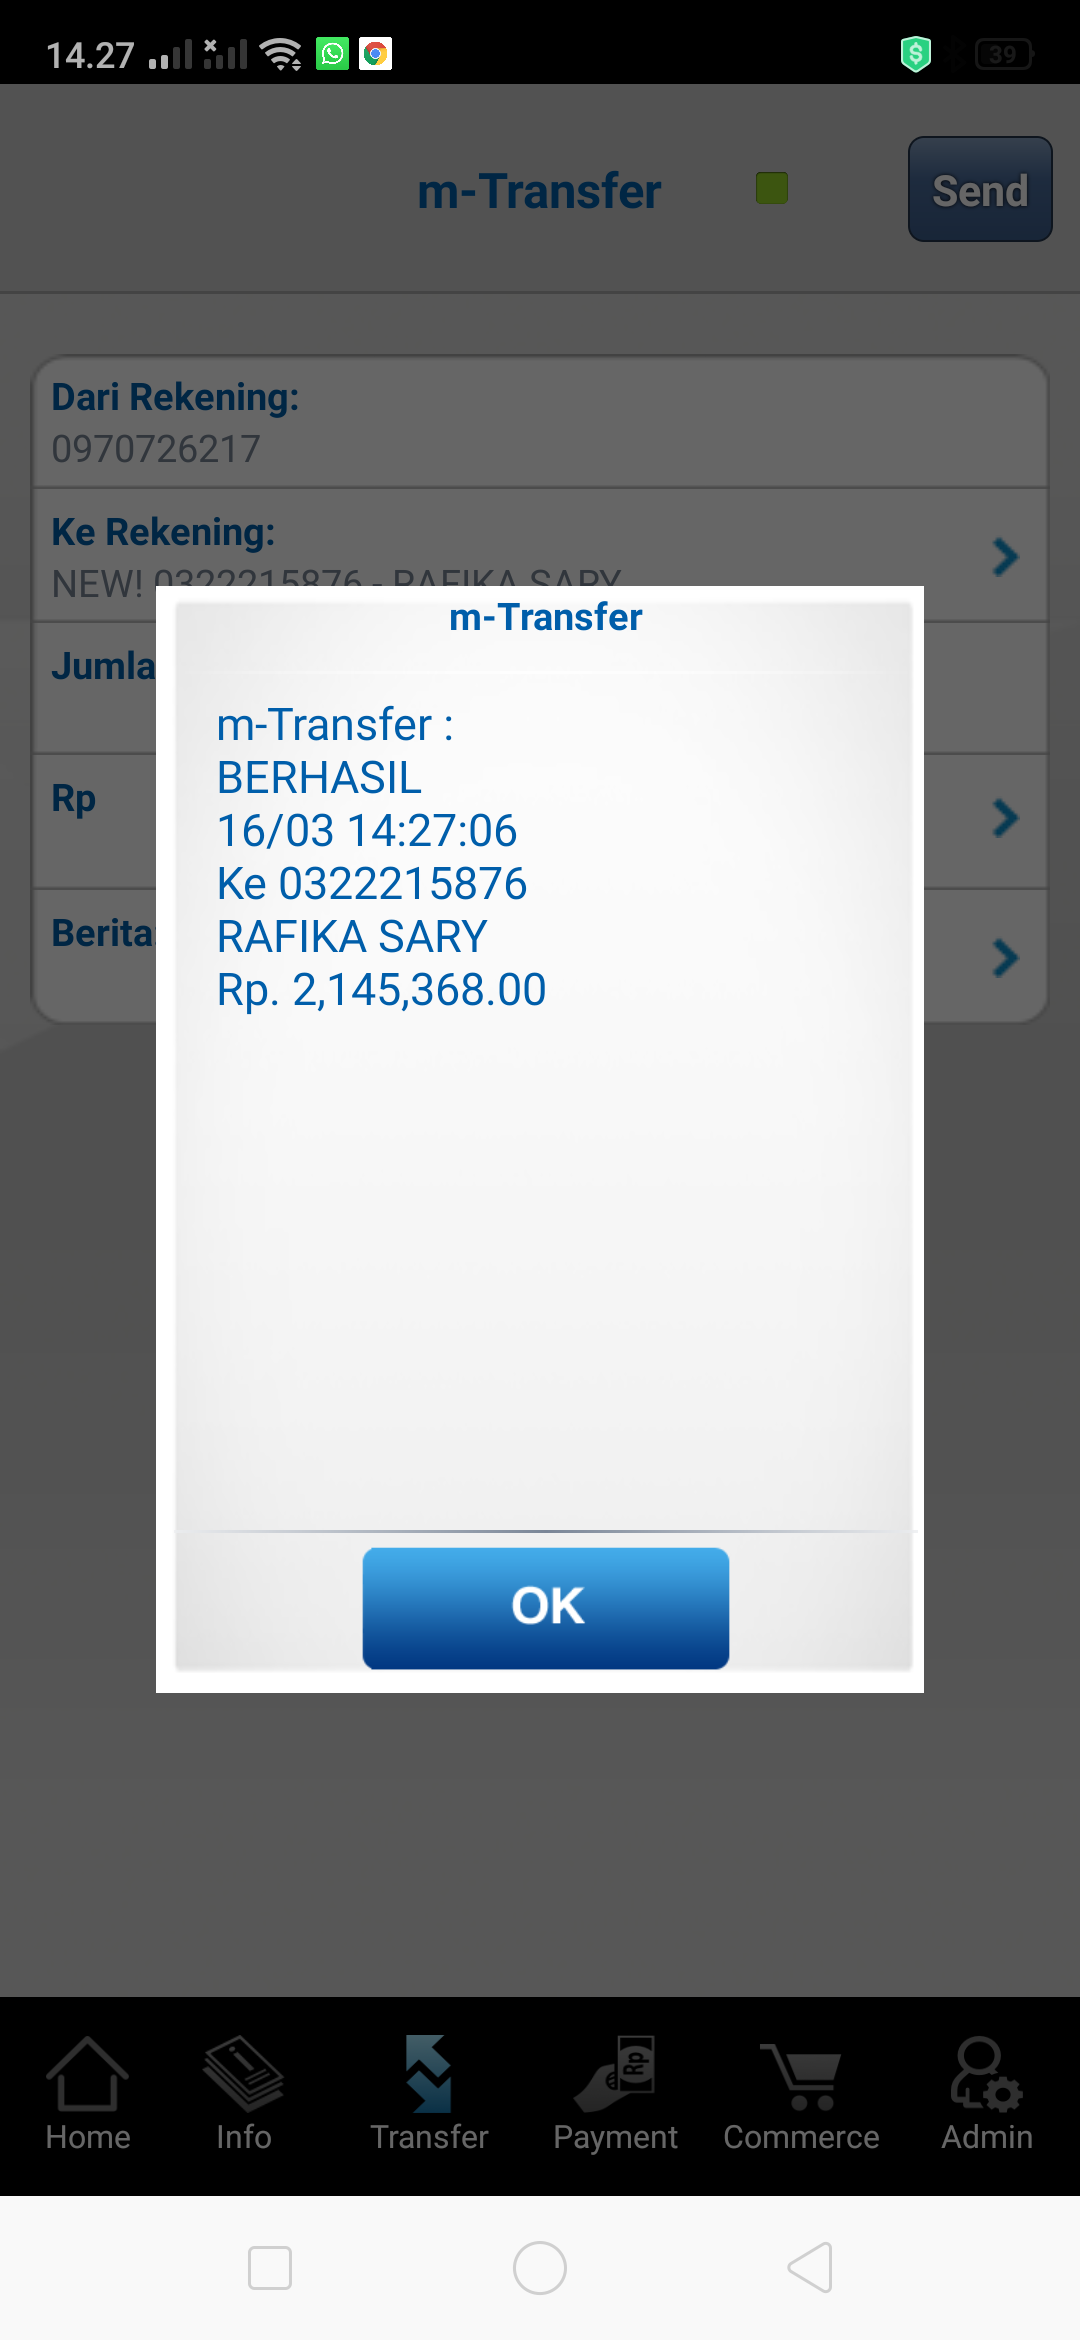 14.27
39
m-Transfer
Send
Dari Rekening:
0970726217
Ke Rekening:
NEW! 0322215876 - RAFIKA SARY
Jumla
Rp
Berita
m-Transfer
m-Transfer :
BERHASIL
16/03 14:27:06
Ke 0322215876
RAFIKA SARY
Rp. 2,145,368.00
OK
Home
Info
Transfer
Rp
Payment
Commerce
Admin